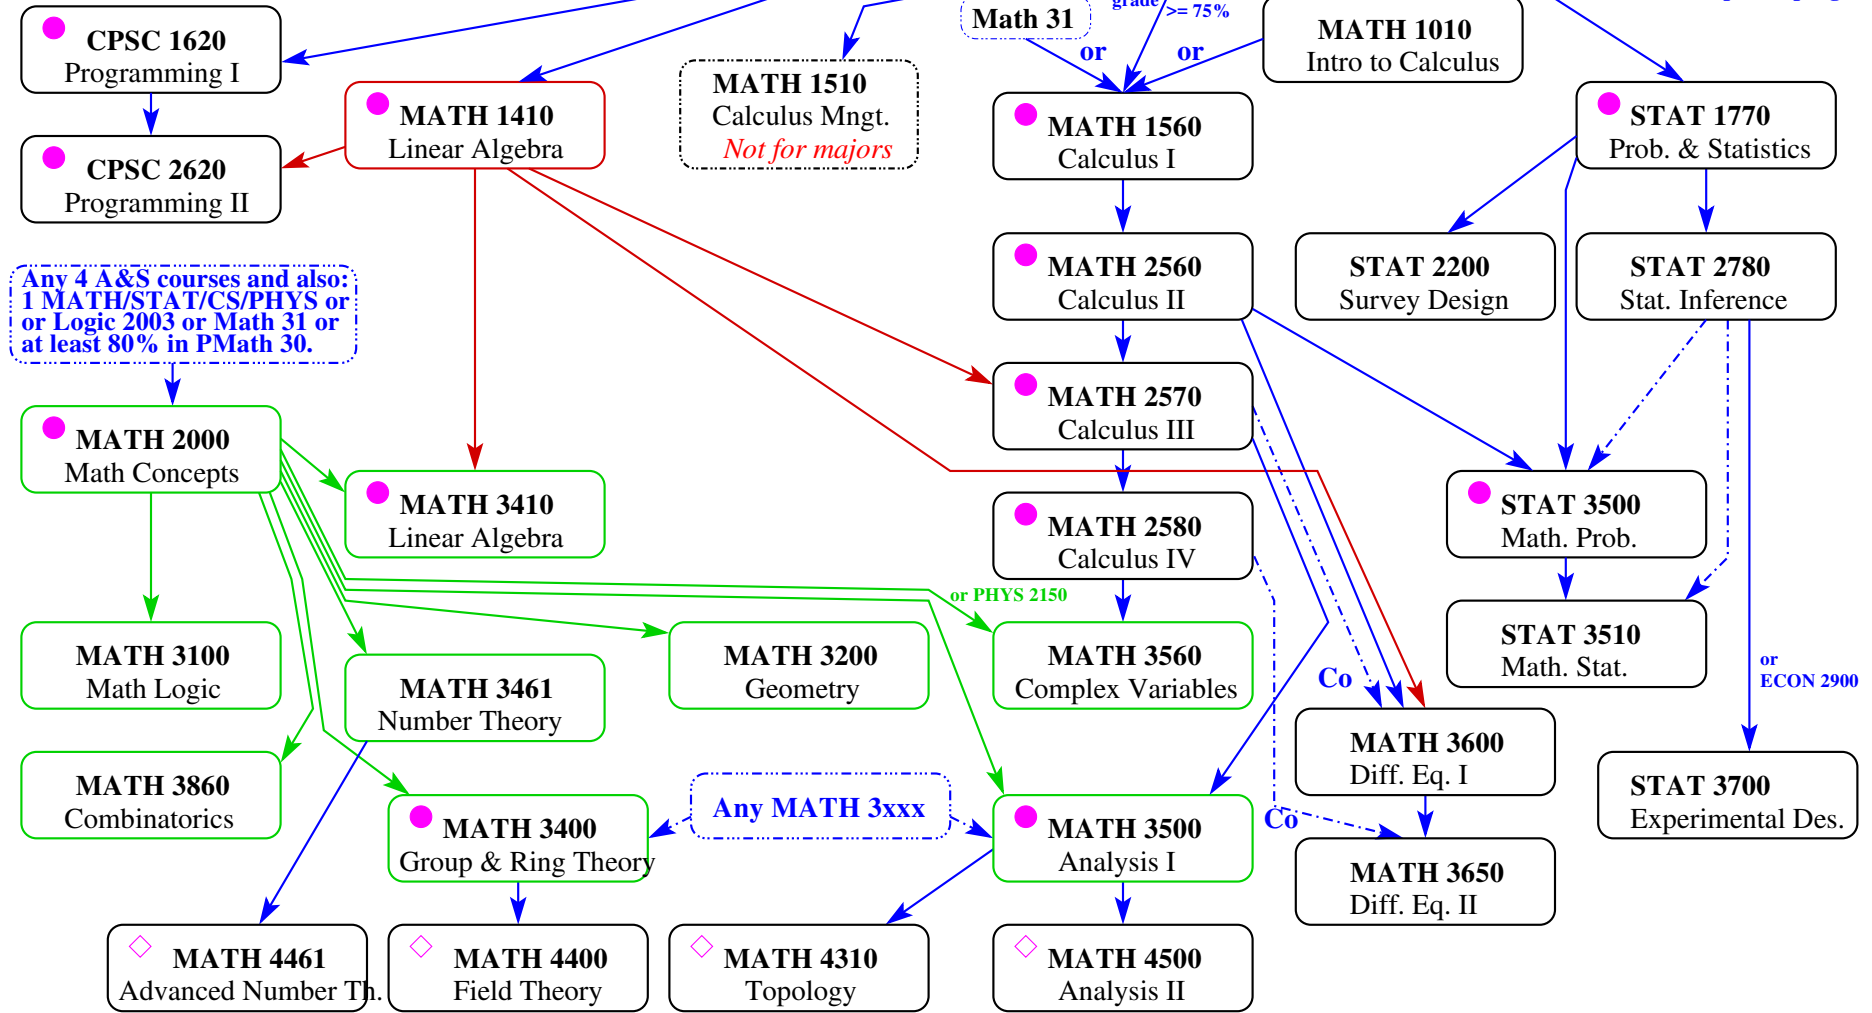 Math 31
grade
>= 75%
or
or
CPSC 1620
Programming I
MATH 1010
Intro to Calculus
MATH 1410
Linear Algebra
MATH 1510
Calculus Mngt.
Not for majors
MATH 1560
Calculus I
STAT 1770
Prob. & Statistics
CPSC 2620
Programming II
MATH 2560
Calculus II
STAT 2200
Survey Design
STAT 2780
Stat. Inference
Any 4 A&S courses and also:
1 MATH/STAT/CS/PHYS or
or Logic 2003 or Math 31 or
at least 80% in PMath 30.
MATH 2570
Calculus III
MATH 2000
Math Concepts
MATH 3410
Linear Algebra
MATH 2580
Calculus IV
STAT 3500
Math. Prob.
or PHYS 2150
MATH 3100
Math Logic
MATH 3461
Number Theory
MATH 3200
Geometry
MATH 3560
Complex Variables
Co
STAT 3510
Math. Stat.
or
ECON 2900
MATH 3600
Diff. Eq. I
STAT 3700
Experimental Des.
MATH 3860
Combinatorics
MATH 3400
Group & Ring Theory
Any MATH 3xxx
MATH 3500
Analysis I
Co
MATH 3650
Diff. Eq. II
MATH 4461
Advanced Number Th.
MATH 4400
Field Theory
MATH 4310
Topology
MATH 4500
Analysis II